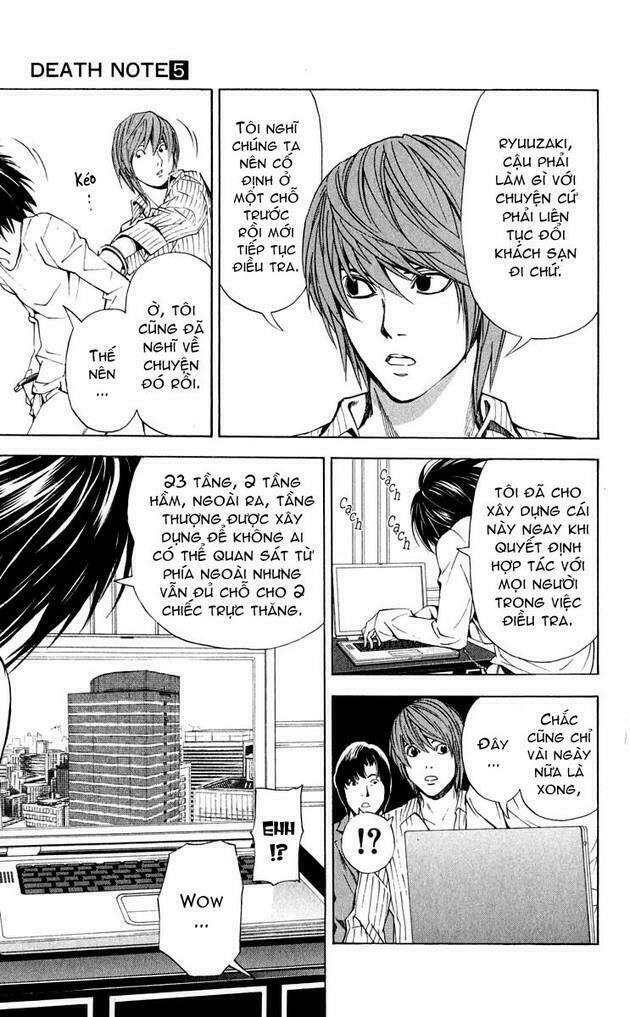 DEATH NOTE 5
RYUUZAKI,
CẬU PHẢI
LÀM GÌ VỚI
CHUYỆN CỨ
PHẢI LIÊN
TỤC ĐỔI
KHÁCH SẠN
ĐI CHỨ.
TÔI NGHĨ
CHÚNG TA
NÊN CỐ
ĐỊNH Ở
MỘT CHỖ
TRƯỚC
RỒI MỚI
TIẾP TỤC
ĐIỀU TRA.
Kéo
...
Ờ, TÔI
CŨNG ĐÃ
NGHĨ VỀ
CHUYỆN
ĐÓ RỒI.
THẾ
NÊN
...
TÔI ĐÃ CHO
XÂY DỰNG CÁI
NÀY NGAY KHI
QUYẾT ĐỊNH
HỢP TÁC VỚI
MỌI NGƯỜI
TRONG VIỆC
ĐIỀU TRA.
Cạch
Cạch
Cạch
23 TẦNG, 2 TẦNG
HẦM, NGOÀI RA, TẦNG
THƯỢNG ĐƯỢC XÂY
DỰNG ĐỂ KHÔNG AI
CÓ THỂ QUAN SÁT TỪ
PHÍA NGOÀI NHƯNG
VẪN ĐỦ CHỖ CHO 2
CHIẾC TRỰC THĂNG.
CHẮC
CŨNG CHỈ
VÀI NGÀY
NỮA LÀ
XONG,
ĐÂY
...
!?
EHH
!?
WOW
...